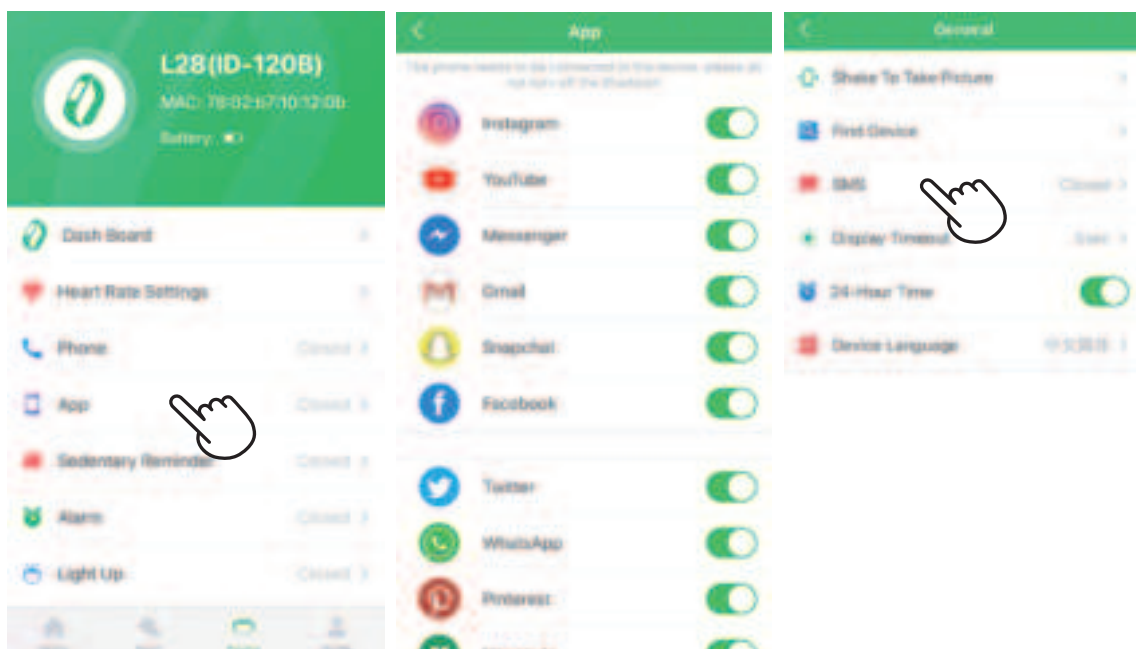 L28(ID-120B)
MAC: 78:02:b7:10:12:0b
Battery:
Dash Board
Heart Rate Settings
Phone
Closed
App
Closed
Sedentary Reminder
Closed
Alarm
Closed
Light Up
Closed
App
Instagram
YouTube
Messenger
Gmail
Snapchat
Facebook
Twitter
WhatsApp
Pinterest
General
Shake To Take Picture
Find Device
SMS
Closed
Display Timeout
24-Hour Time
Device Language